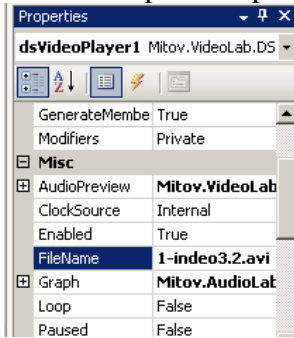 Properties
dsVideoPlayer1 Mitov.VideoLab.DS
GenerateMembe True
Modifiers Private
Misc
AudioPreview Mitov.VideoLab
ClockSource Internal
Enabled True
FileName 1-indeo3.2.avi
Graph Mitov.AudioLab
Loop False
Paused False